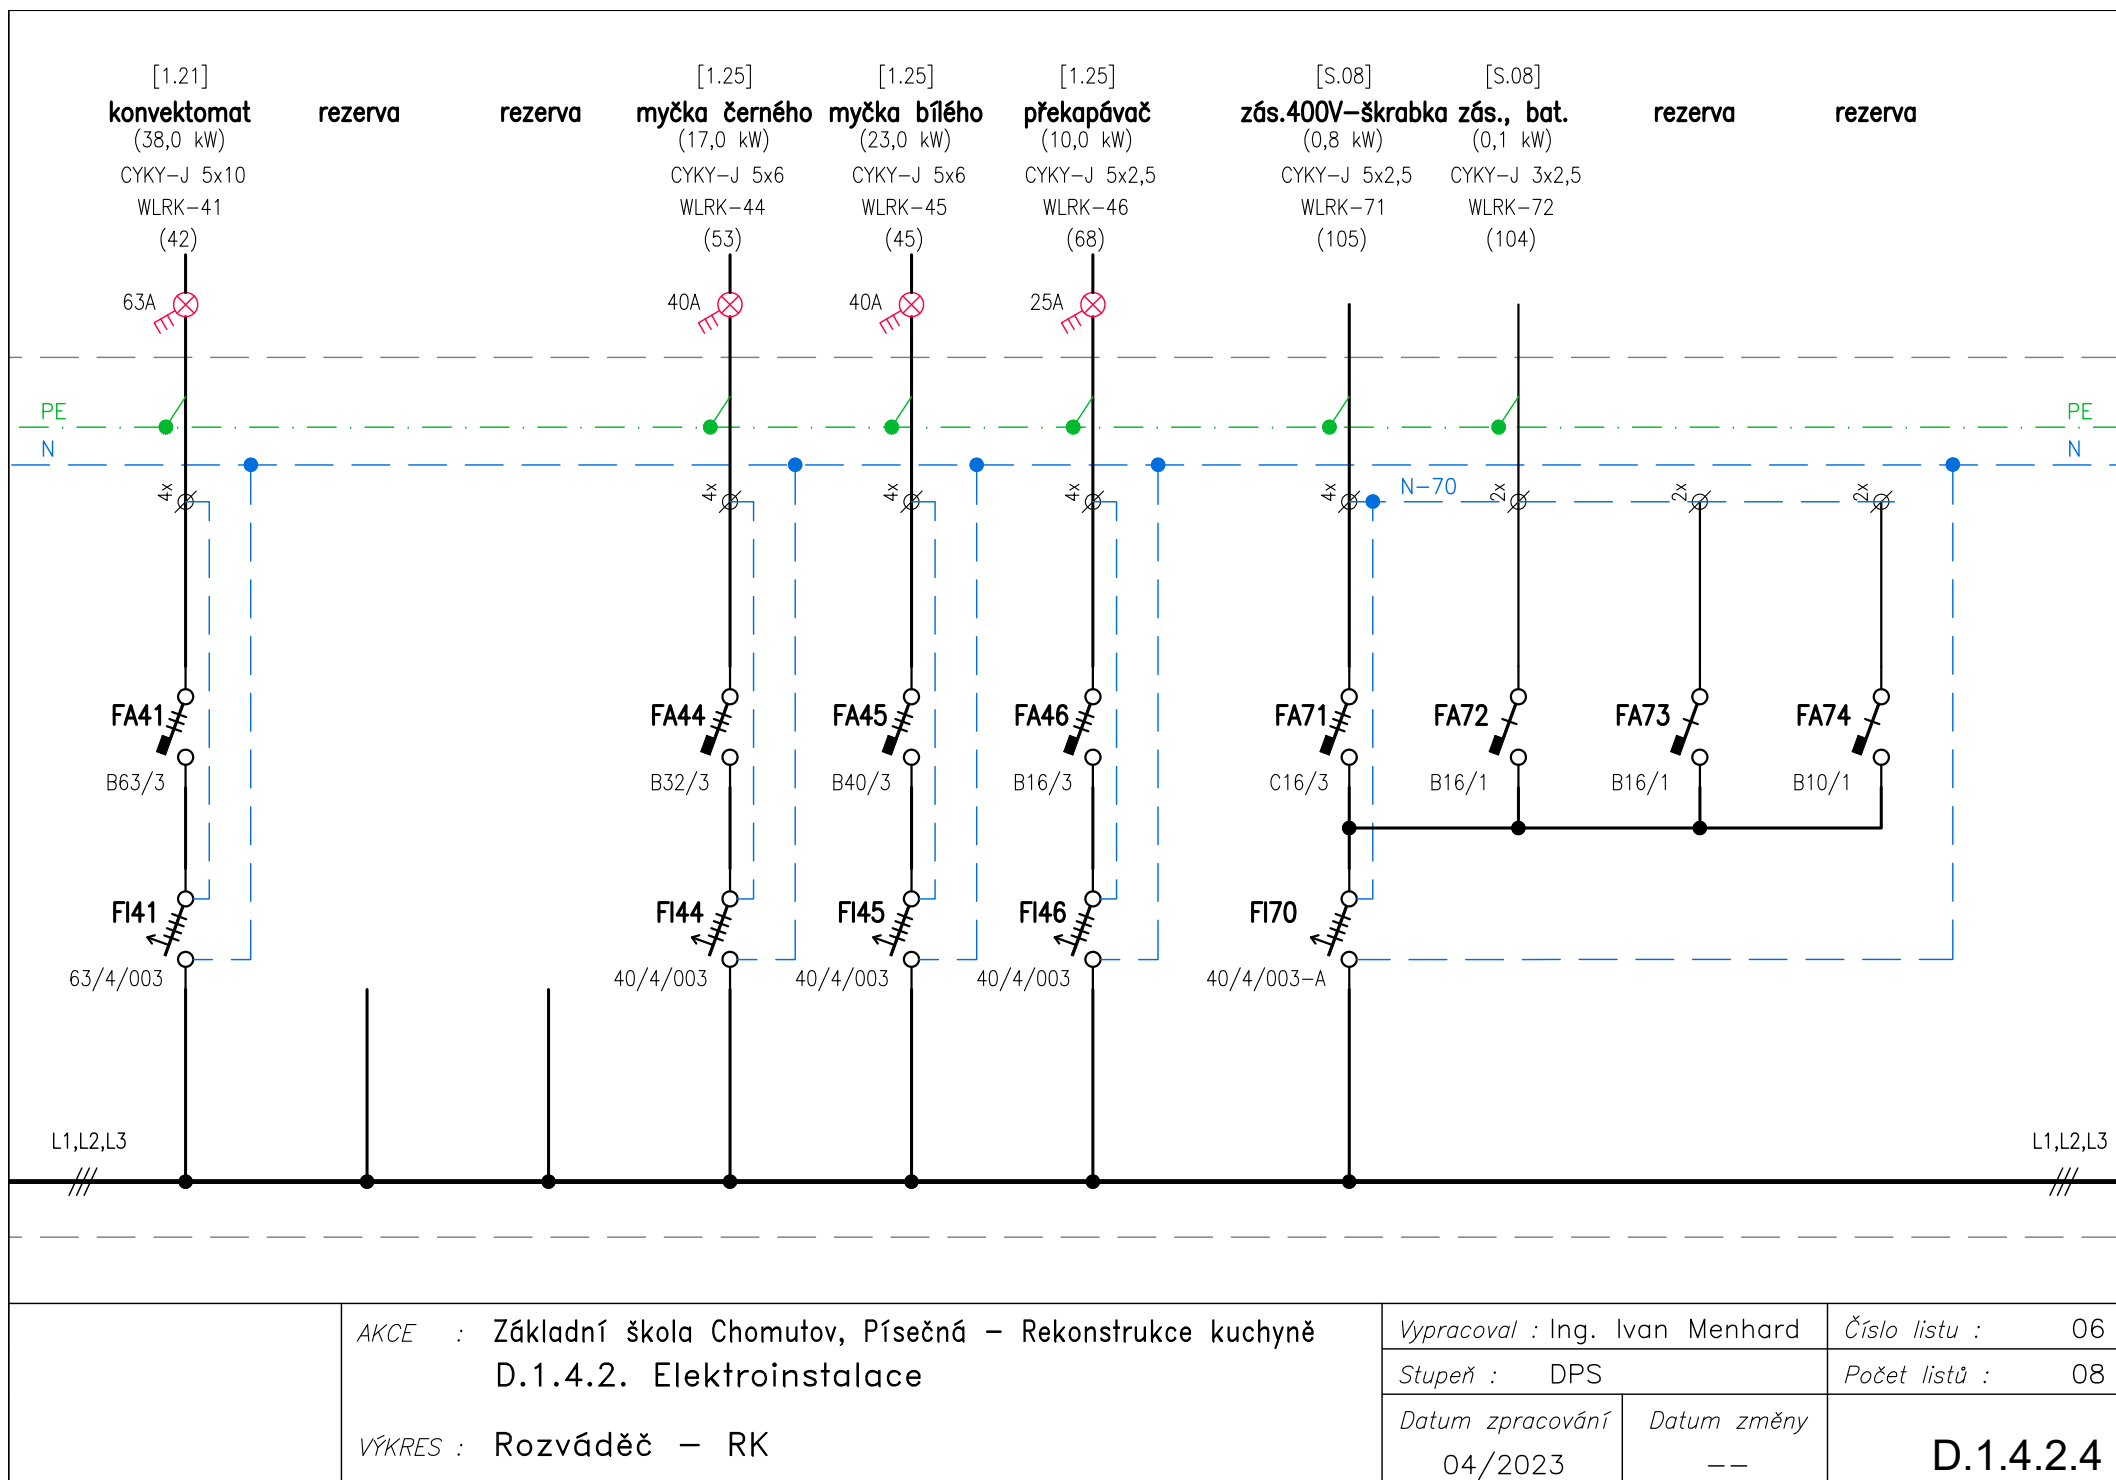 [1.21] [1.25] [1.25] [1.25] [S.08] [S.08]
konvektomat rezerva rezerva myčka černého myčka bílého překapávač zás.400V-škrabka zás., bat. rezerva rezerva
(38,0 kW) (17,0 kW) (23,0 kW) (10,0 kW) (0,8 kW) (0,1 kW)
CYKY-J 5x10 CYKY-J 5x6 CYKY-J 5x6 CYKY-J 5x2,5 CYKY-J 5x2,5 CYKY-J 3x2,5
WLRK-41 WLRK-44 WLRK-45 WLRK-46 WLRK-71 WLRK-72
(42) (53) (45) (68) (105) (104)
63A 40A 40A 25A
PE PE
N N
4x 4x 4x 4x 4x N-70 2x 2x 2x
FA41 FA44 FA45 FA46 FA71 FA72 FA73 FA74
B63/3 B32/3 B40/3 B16/3 C16/3 B16/1 B16/1 B10/1
FI41 FI44 FI45 FI46 FI70
63/4/003 40/4/003 40/4/003 40/4/003 40/4/003-A
L1,L2,L3 L1,L2,L3
AKCE : Základní škola Chomutov, Písečná - Rekonstrukce kuchyně
D.1.4.2. Elektroinstalace
VÝKRES : Rozváděč - RK
Vypracoval : Ing. Ivan Menhard Číslo listu : 06
Stupeň : DPS Počet listů : 08
Datum zpracování Datum změny
04/2023 -- D.1.4.2.4